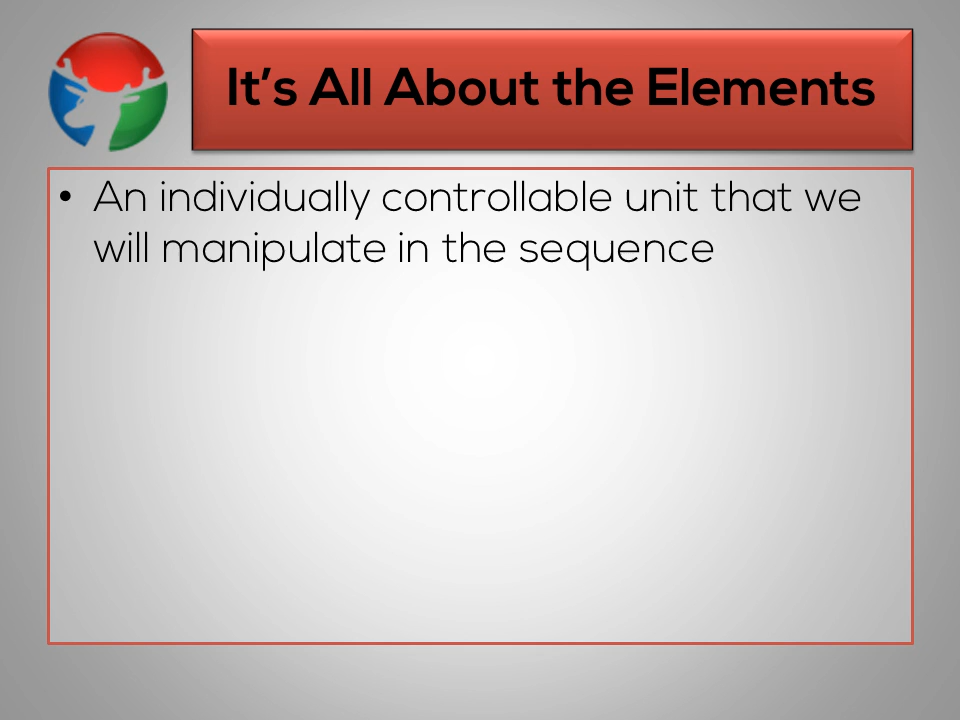 It’s All About the Elements
• An individually controllable unit that we
will manipulate in the sequence